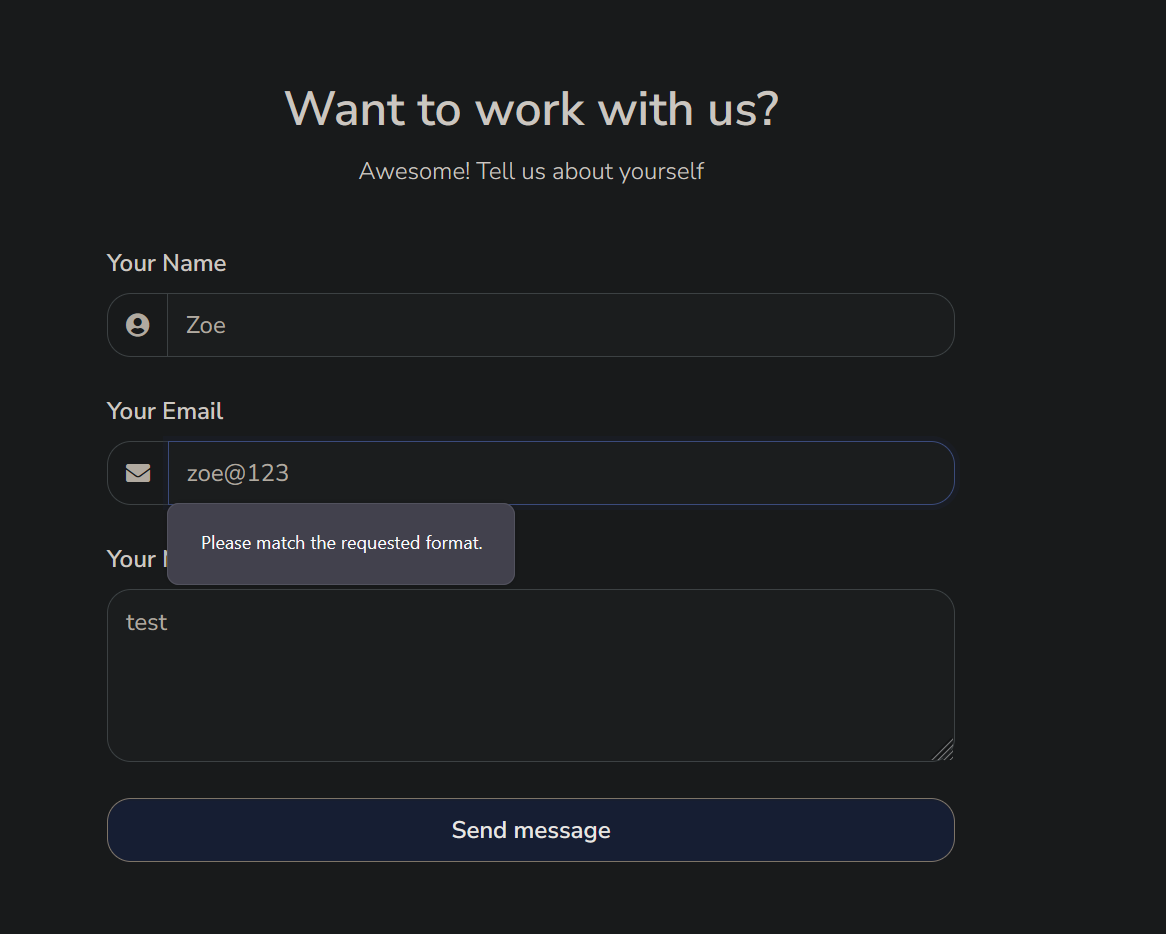 Want to work with us?
Awesome! Tell us about yourself
Your Name
Zoe
Your Email
zoe@123
Please match the requested format.
Your
test
Send message